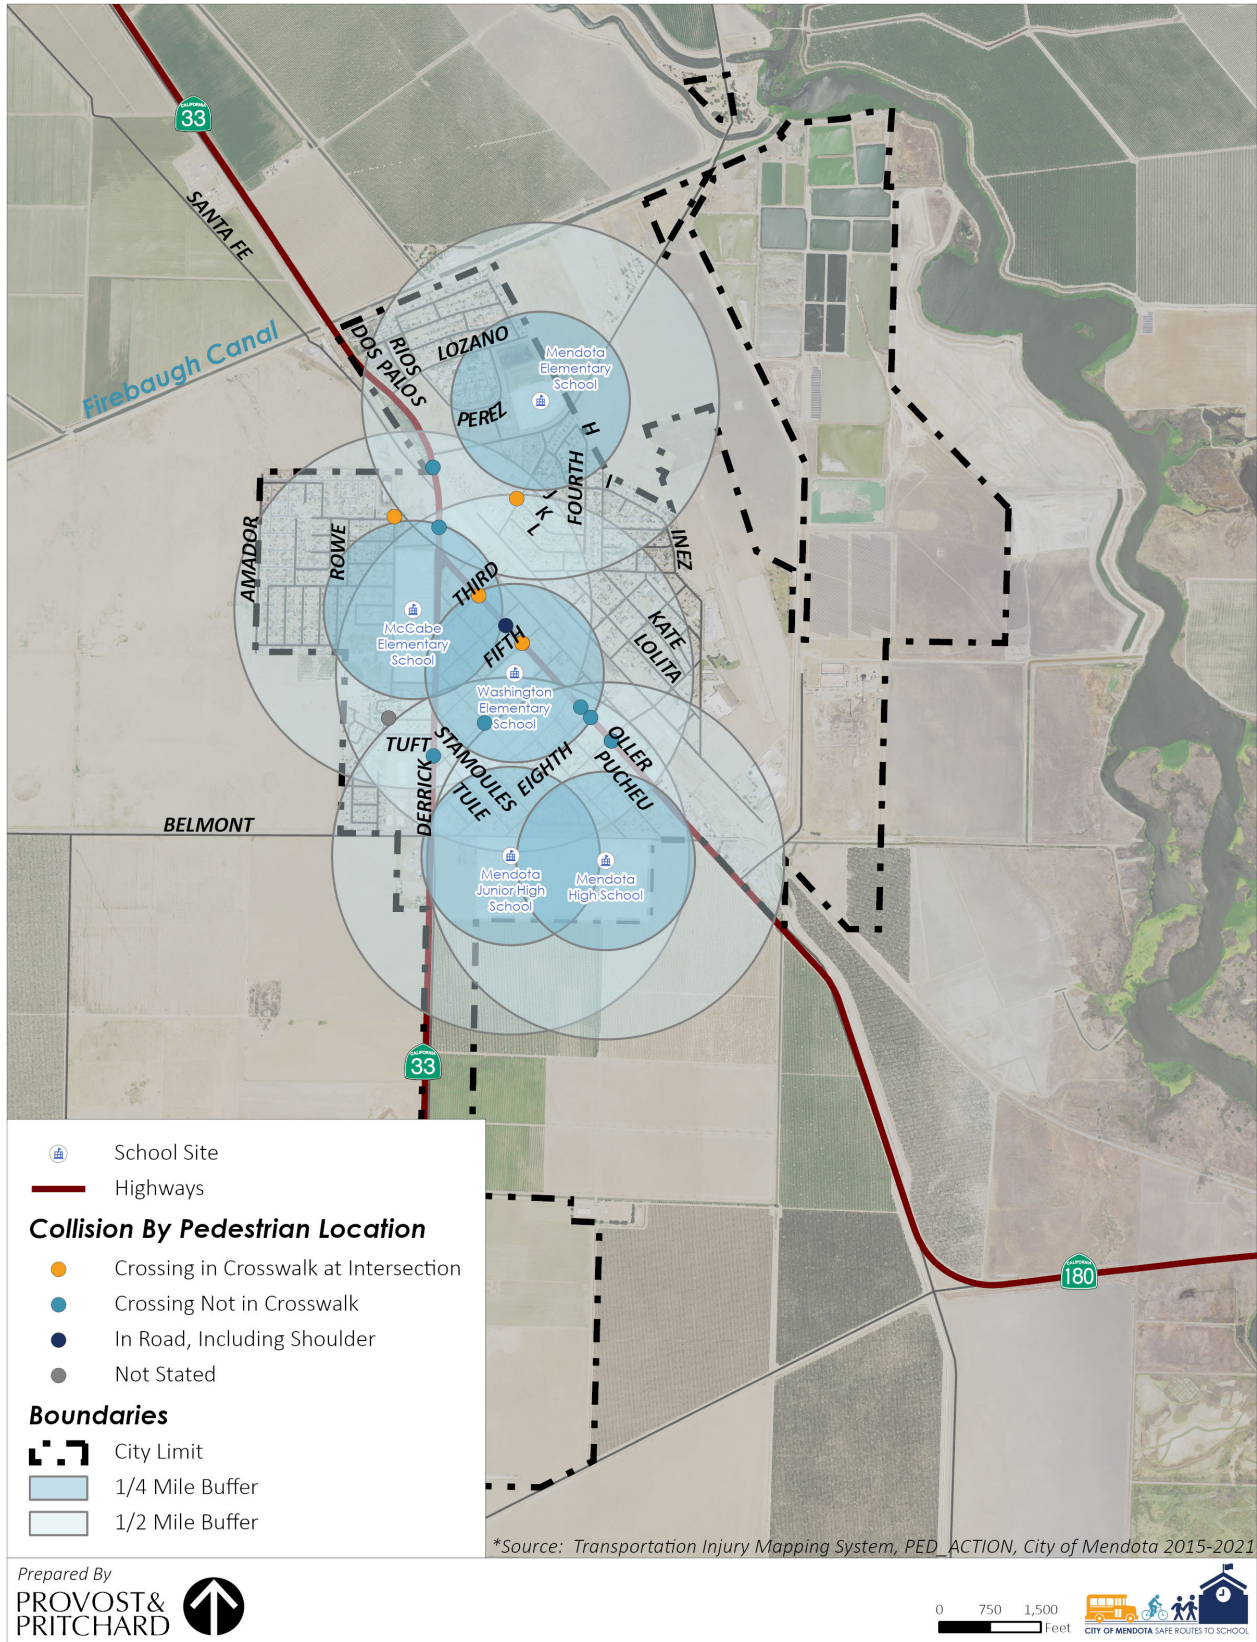 CALIFORNIA
33
SANTA FE
Firebaugh Canal
DOS PALOS
RIOS
LOZANO
PEREZ
Mendota
Elementary
School
H
I
J
K
L
FOURTH
INEZ
AMADOR
ROWE
THIRD
McCabe
Elementary
School
FIFTH
KATE
LOLITA
Washington
Elementary
School
TUFT
STAMOULES
TULE
EIGHTH
OLLER
PUCHEU
DERRICK
BELMONT
Mendota
Junior High
School
Mendota
High School
CALIFORNIA
33
CALIFORNIA
180
School Site
Highways
Collision By Pedestrian Location
Crossing in Crosswalk at Intersection
Crossing Not in Crosswalk
In Road, Including Shoulder
Not Stated
Boundaries
City Limit
1/4 Mile Buffer
1/2 Mile Buffer
*Source: Transportation Injury Mapping System, PED_ACTION, City of Mendota 2015-2021
Prepared By
PROVOST&
PRITCHARD
0 750 1,500
Feet
CITY OF MENDOTA SAFE ROUTES TO SCHOOL